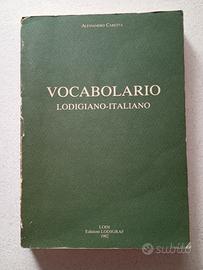 ALESSANDRO CARETTA
VOCABOLARIO
LODIGIANO-ITALIANO
LODI
Edizioni LODIGRAF
1982
subito